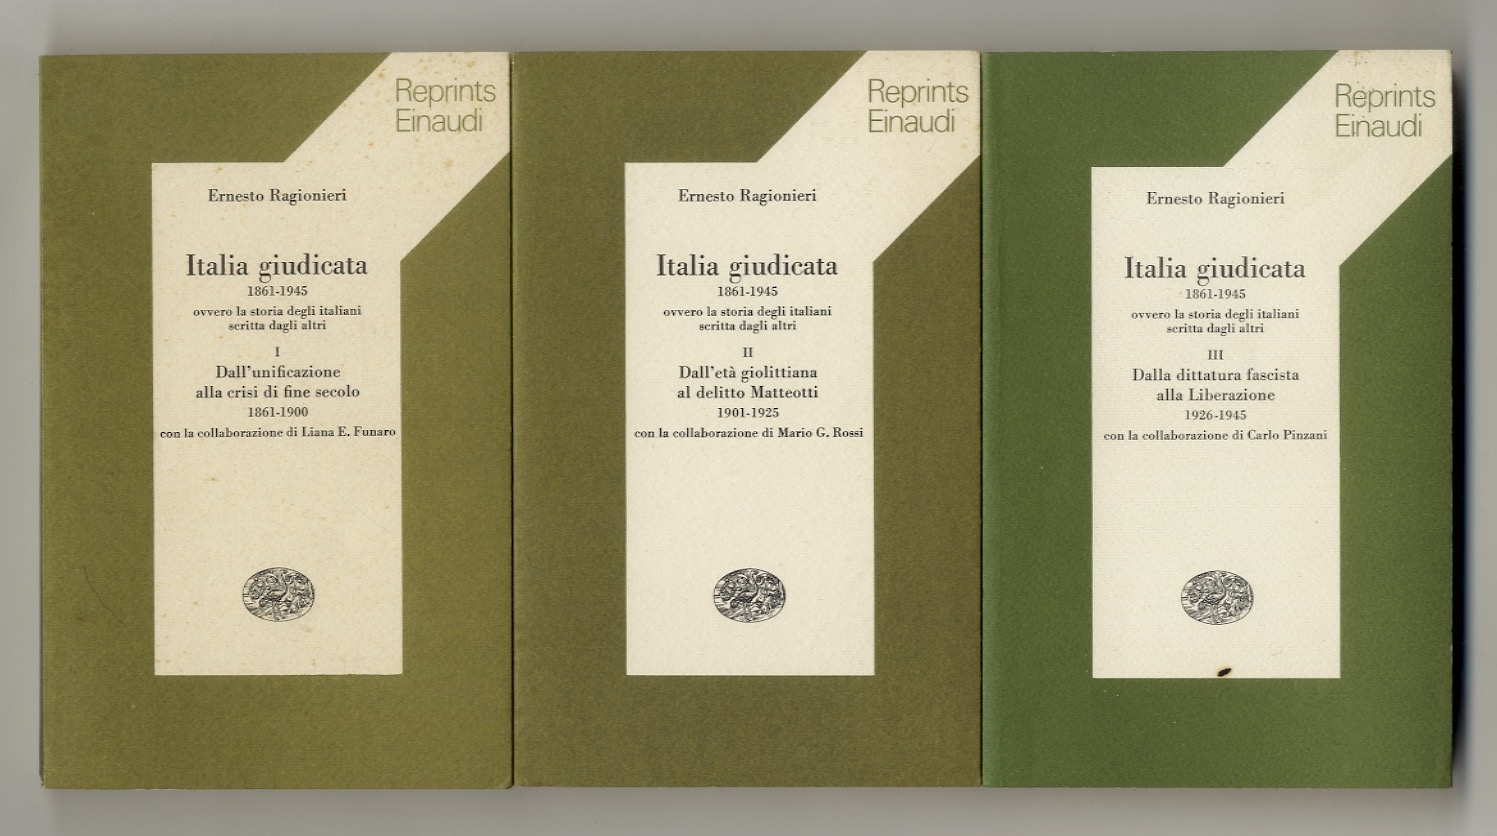 Reprints
Einaudi
Ernesto Ragionieri
Italia giudicata
1861-1945
ovvero la storia degli italiani
scritta dagli altri
I
Dall'unificazione
alla crisi di fine secolo
1861-1900
con la collaborazione di Liana E. Funaro
Reprints
Einaudi
Ernesto Ragionieri
Italia giudicata
1861-1945
ovvero la storia degli italiani
scritta dagli altri
II
Dall'età giolittiana
al delitto Matteotti
1901-1925
con la collaborazione di Mario G. Rossi
Reprints
Einaudi
Ernesto Ragionieri
Italia giudicata
1861-1945
ovvero la storia degli italiani
scritta dagli altri
III
Dalla dittatura fascista
alla Liberazione
1926-1945
con la collaborazione di Carlo Pinzani